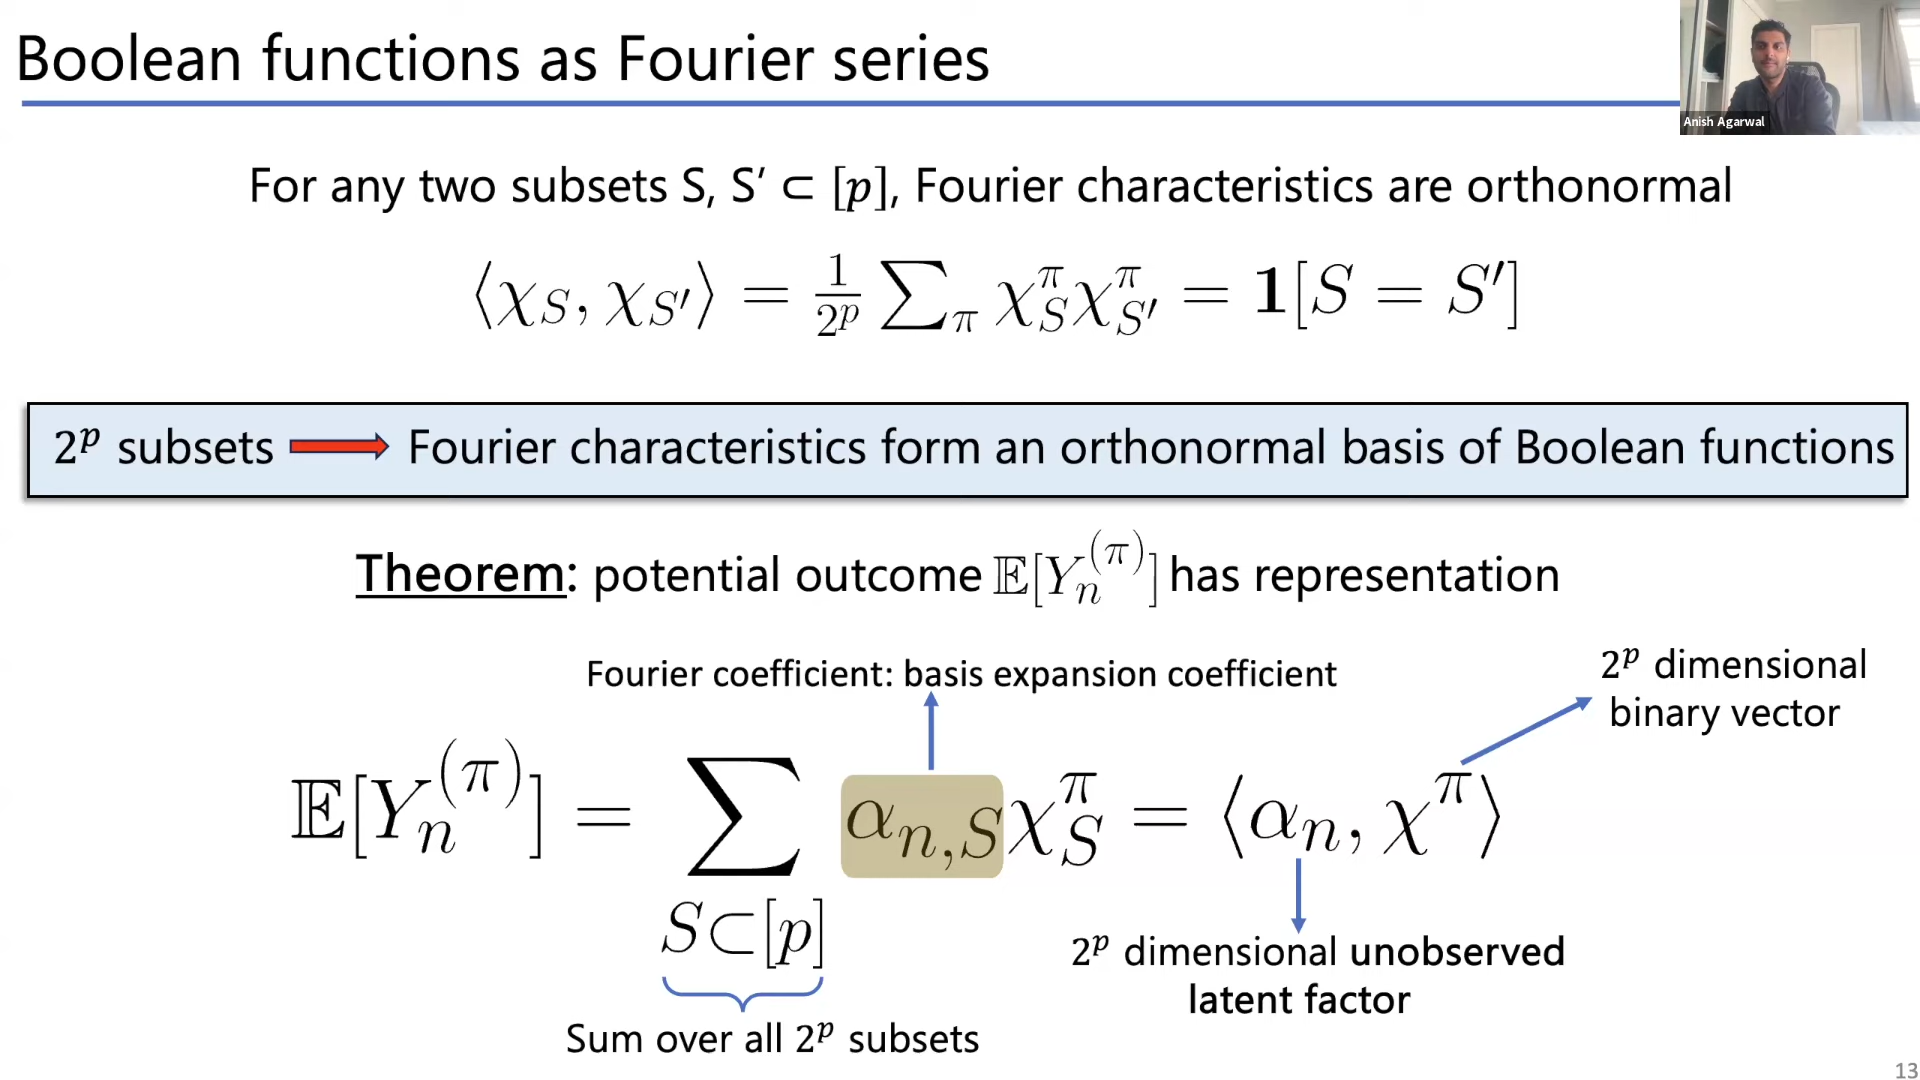 Boolean functions as Fourier series
Anish Agarwal
For any two subsets S, S′ ⊂ [p], Fourier characteristics are orthonormal
⟨χ_S, χ_{S′}⟩ = \frac{1}{2^p} ∑_π χ_S^π χ_{S′}^π = 𝟏[S = S′]
2^p subsets → Fourier characteristics form an orthonormal basis of Boolean functions
Theorem: potential outcome 𝔼[Y_n^{(π)}] has representation
Fourier coefficient: basis expansion coefficient
2^p dimensional
binary vector
𝔼[Y_n^{(π)}] = ∑_{S⊂[p]} α_{n,S} χ_S^π = ⟨α_n, χ^π⟩
2^p dimensional unobserved
latent factor
Sum over all 2^p subsets
13